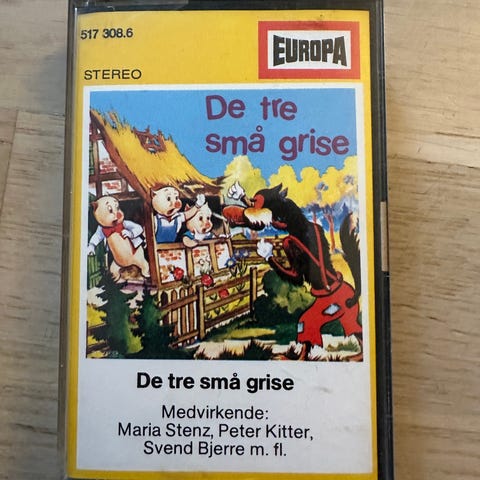 517 308.6
EUROPA
STEREO
De tre
små grise
De tre små grise
Medvirkende:
Maria Stenz, Peter Kitter,
Svend Bjerre m. fl.